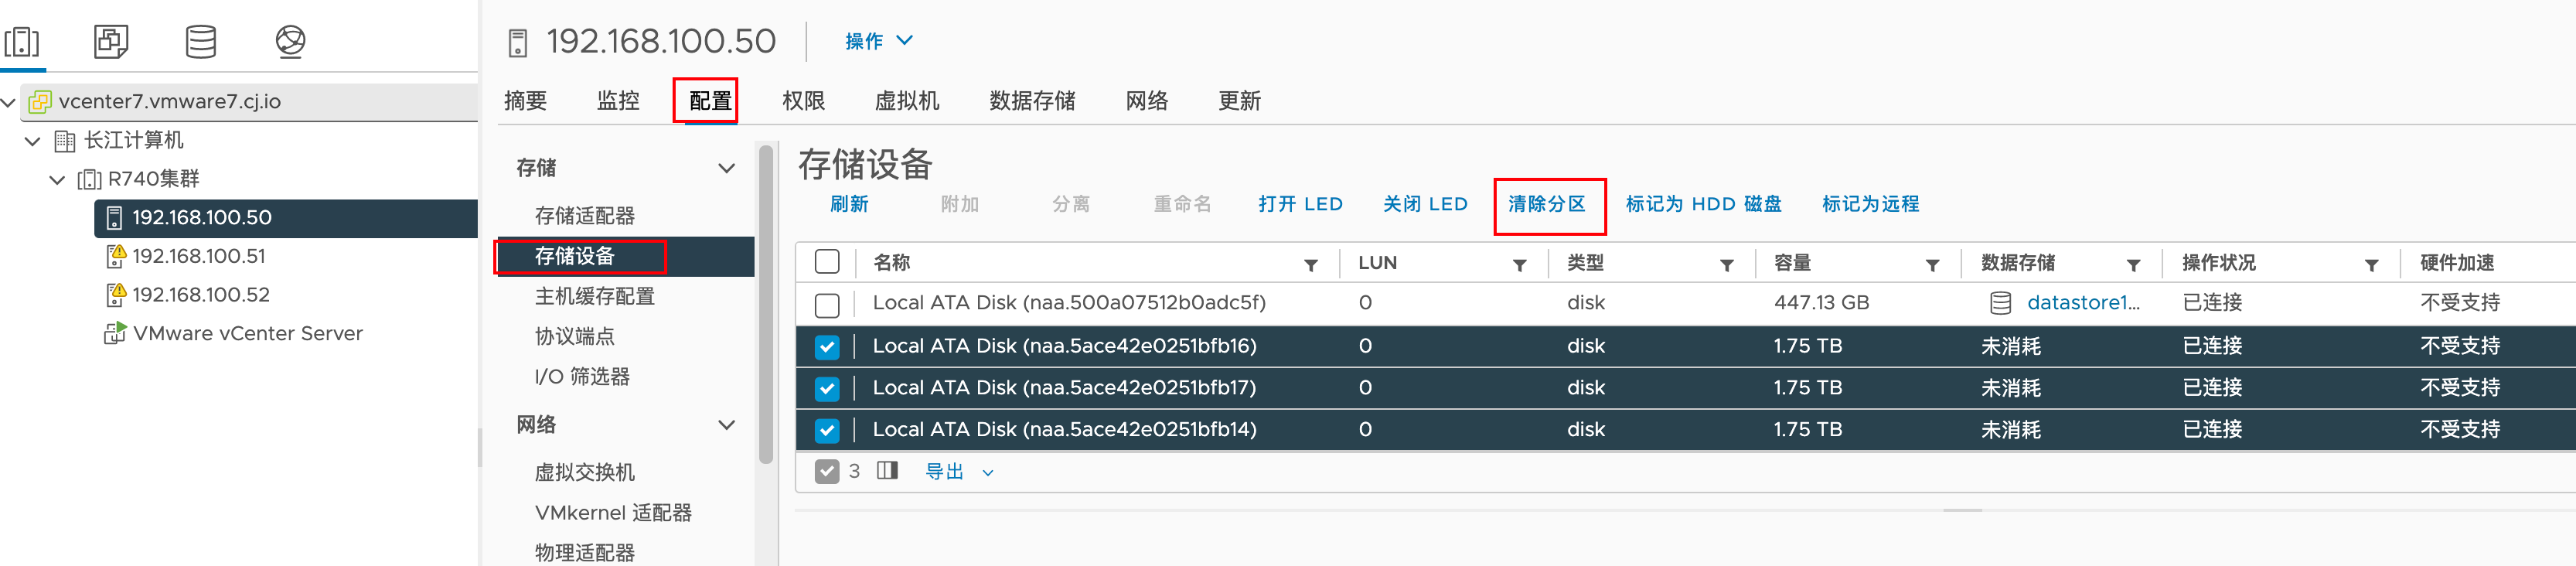 192.168.100.50 操作
摘要 监控 配置 权限 虚拟机 数据存储 网络 更新
vcenter7.vmware7.cj.io
长江计算机
R740集群
192.168.100.50
192.168.100.51
192.168.100.52
VMware vCenter Server
存储
存储适配器
存储设备
主机缓存配置
协议端点
I/O 筛选器
网络
虚拟交换机
VMkernel 适配器
物理适配器
存储设备
刷新 附加 分离 重命名 打开 LED 关闭 LED 清除分区 标记为 HDD 磁盘 标记为远程
名称 LUN 类型 容量 数据存储 操作状况 硬件加速
Local ATA Disk (naa.500a07512b0adc5f) 0 disk 447.13 GB datastore1... 已连接 不受支持
Local ATA Disk (naa.5ace42e0251bfb16) 0 disk 1.75 TB 未消耗 已连接 不受支持
Local ATA Disk (naa.5ace42e0251bfb17) 0 disk 1.75 TB 未消耗 已连接 不受支持
Local ATA Disk (naa.5ace42e0251bfb14) 0 disk 1.75 TB 未消耗 已连接 不受支持
3 导出